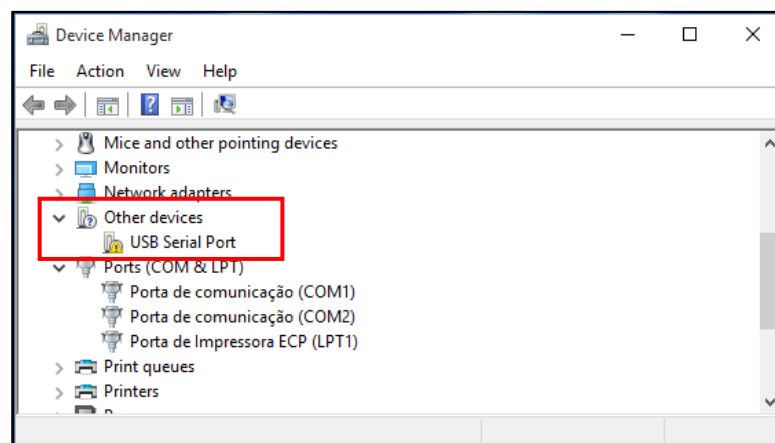 Device Manager
File Action View Help
Mice and other pointing devices
Monitors
Network adapters
Other devices
USB Serial Port
Ports (COM & LPT)
Porta de comunicação (COM1)
Porta de comunicação (COM2)
Porta de Impressora ECP (LPT1)
Print queues
Printers